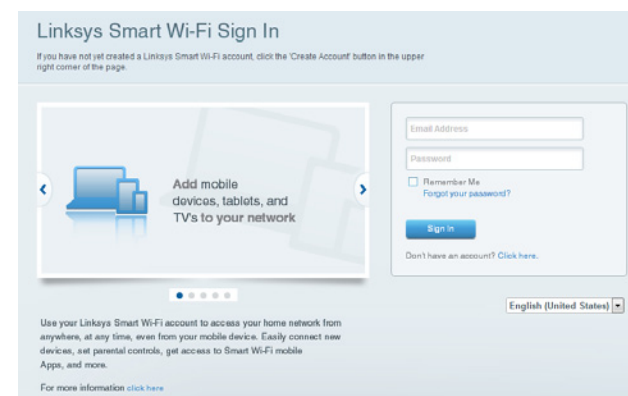 Linksys Smart Wi-Fi Sign In
If you have not yet created a Linksys Smart Wi-Fi account, click the 'Create Account' button in the upper
right corner of the page.
Add mobile
devices, tablets, and
TV's to your network
Email Address
Password
Remember Me
Forgot your password?
Sign In
Don't have an account? Click here.
English (United States)
Use your Linksys Smart Wi-Fi account to access your home network from
anywhere, at any time, even from your mobile device. Easily connect new
devices, set parental controls, get access to Smart Wi-Fi mobile
Apps, and more.
For more information click here